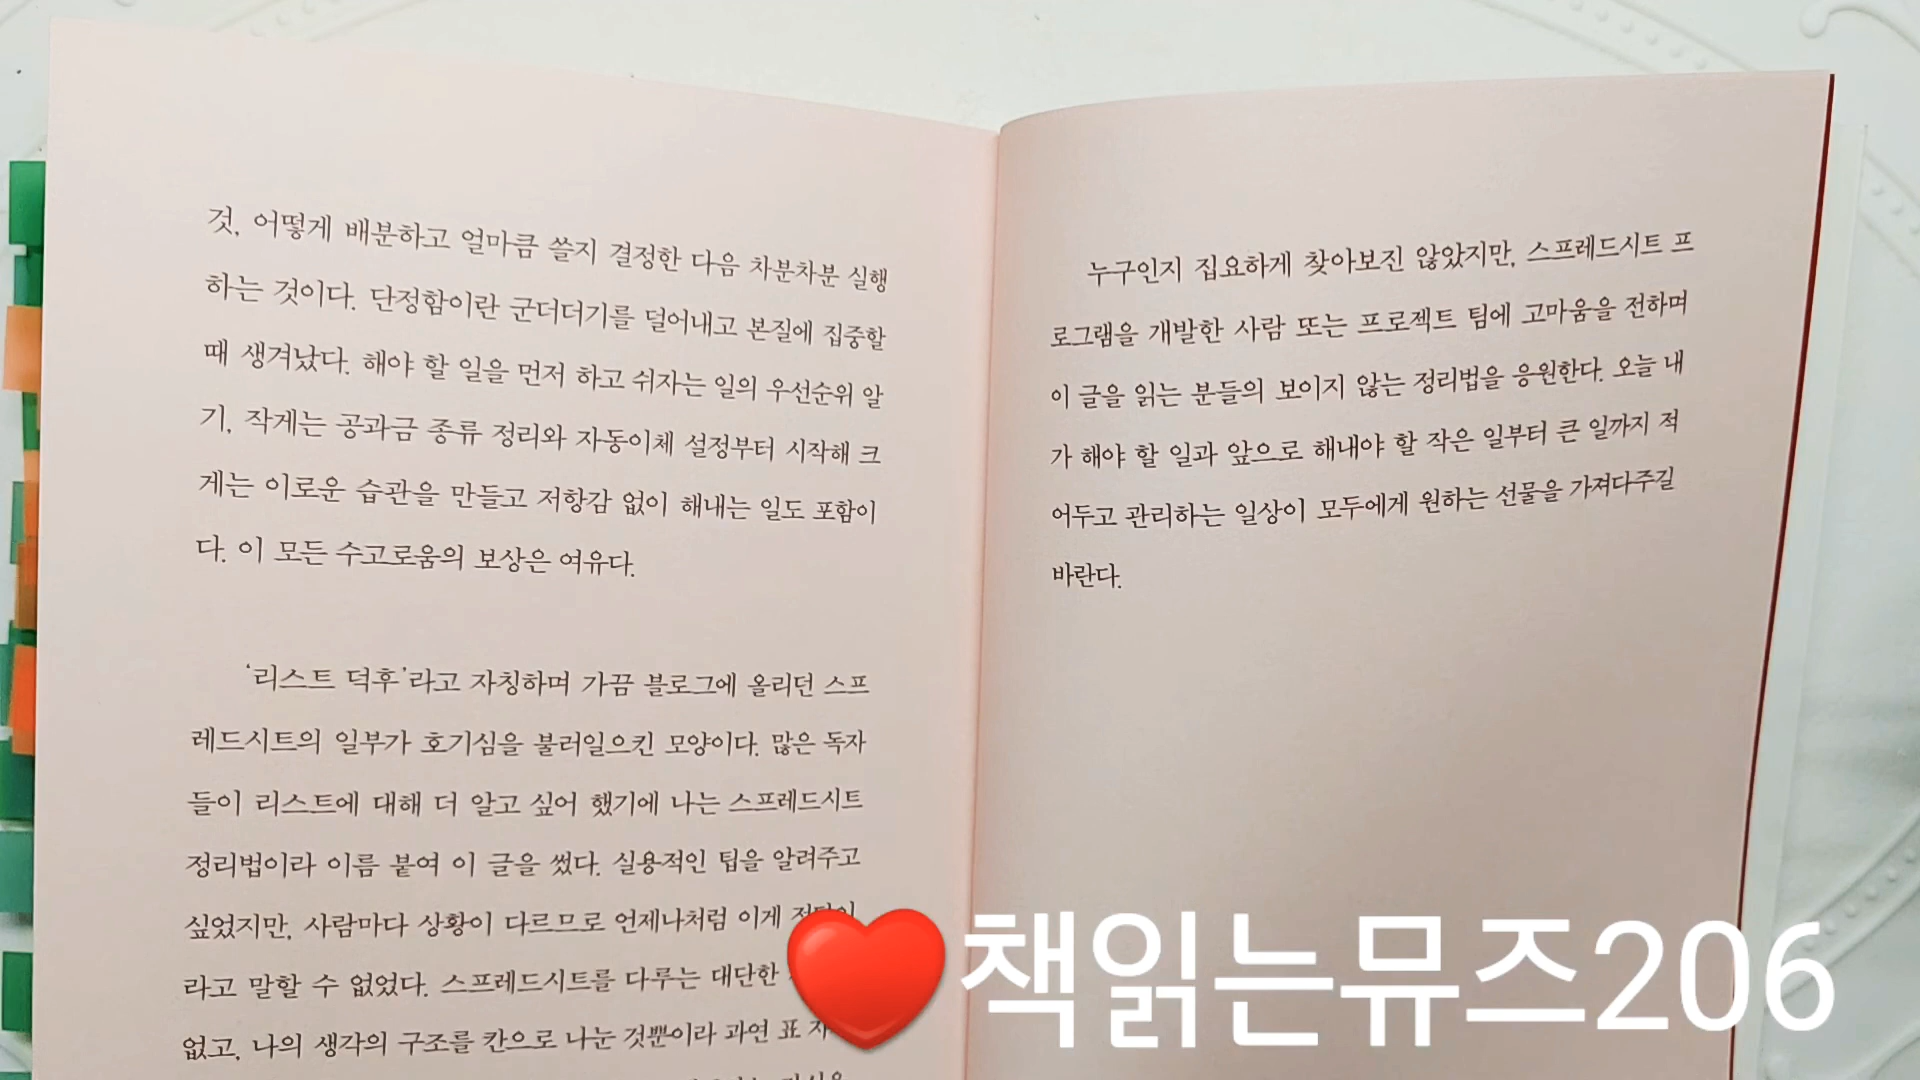 것, 어떻게 배분하고 얼마큼 쓸지 결정한 다음 차분차분 실행
하는 것이다. 단정함이란 군더더기를 덜어내고 본질에 집중할
때 생겨났다. 해야 할 일을 먼저 하고 쉬자는 일의 우선순위 알
기, 작게는 공과금 종류 정리와 자동이체 설정부터 시작해 크
게는 이로운 습관을 만들고 저항감 없이 해내는 일도 포함이
다. 이 모든 수고로움의 보상은 여유다.
'리스트 덕후'라고 자칭하며 가끔 블로그에 올리던 스프
레드시트의 일부가 호기심을 불러일으킨 모양이다. 많은 독자
들이 리스트에 대해 더 알고 싶어 했기에 나는 스프레드시트
정리법이라 이름 붙여 이 글을 썼다. 실용적인 팁을 알려주고
싶었지만, 사람마다 상황이 다르므로 언제나처럼 이게
라고 말할 수 없었다. 스프레드시트를 다루는 대단한
없고, 나의 생각의 구조를 칸으로 나눈 것뿐이라 과연 표
누구인지 집요하게 찾아보진 않았지만, 스프레드시트 프
로그램을 개발한 사람 또는 프로젝트 팀에 고마움을 전하며
이 글을 읽는 분들의 보이지 않는 정리법을 응원한다. 오늘 내
가 해야 할 일과 앞으로 해내야 할 작은 일부터 큰 일까지 적
어두고 관리하는 일상이 모두에게 원하는 선물을 가져다주길
바란다.
책읽는뮤즈206